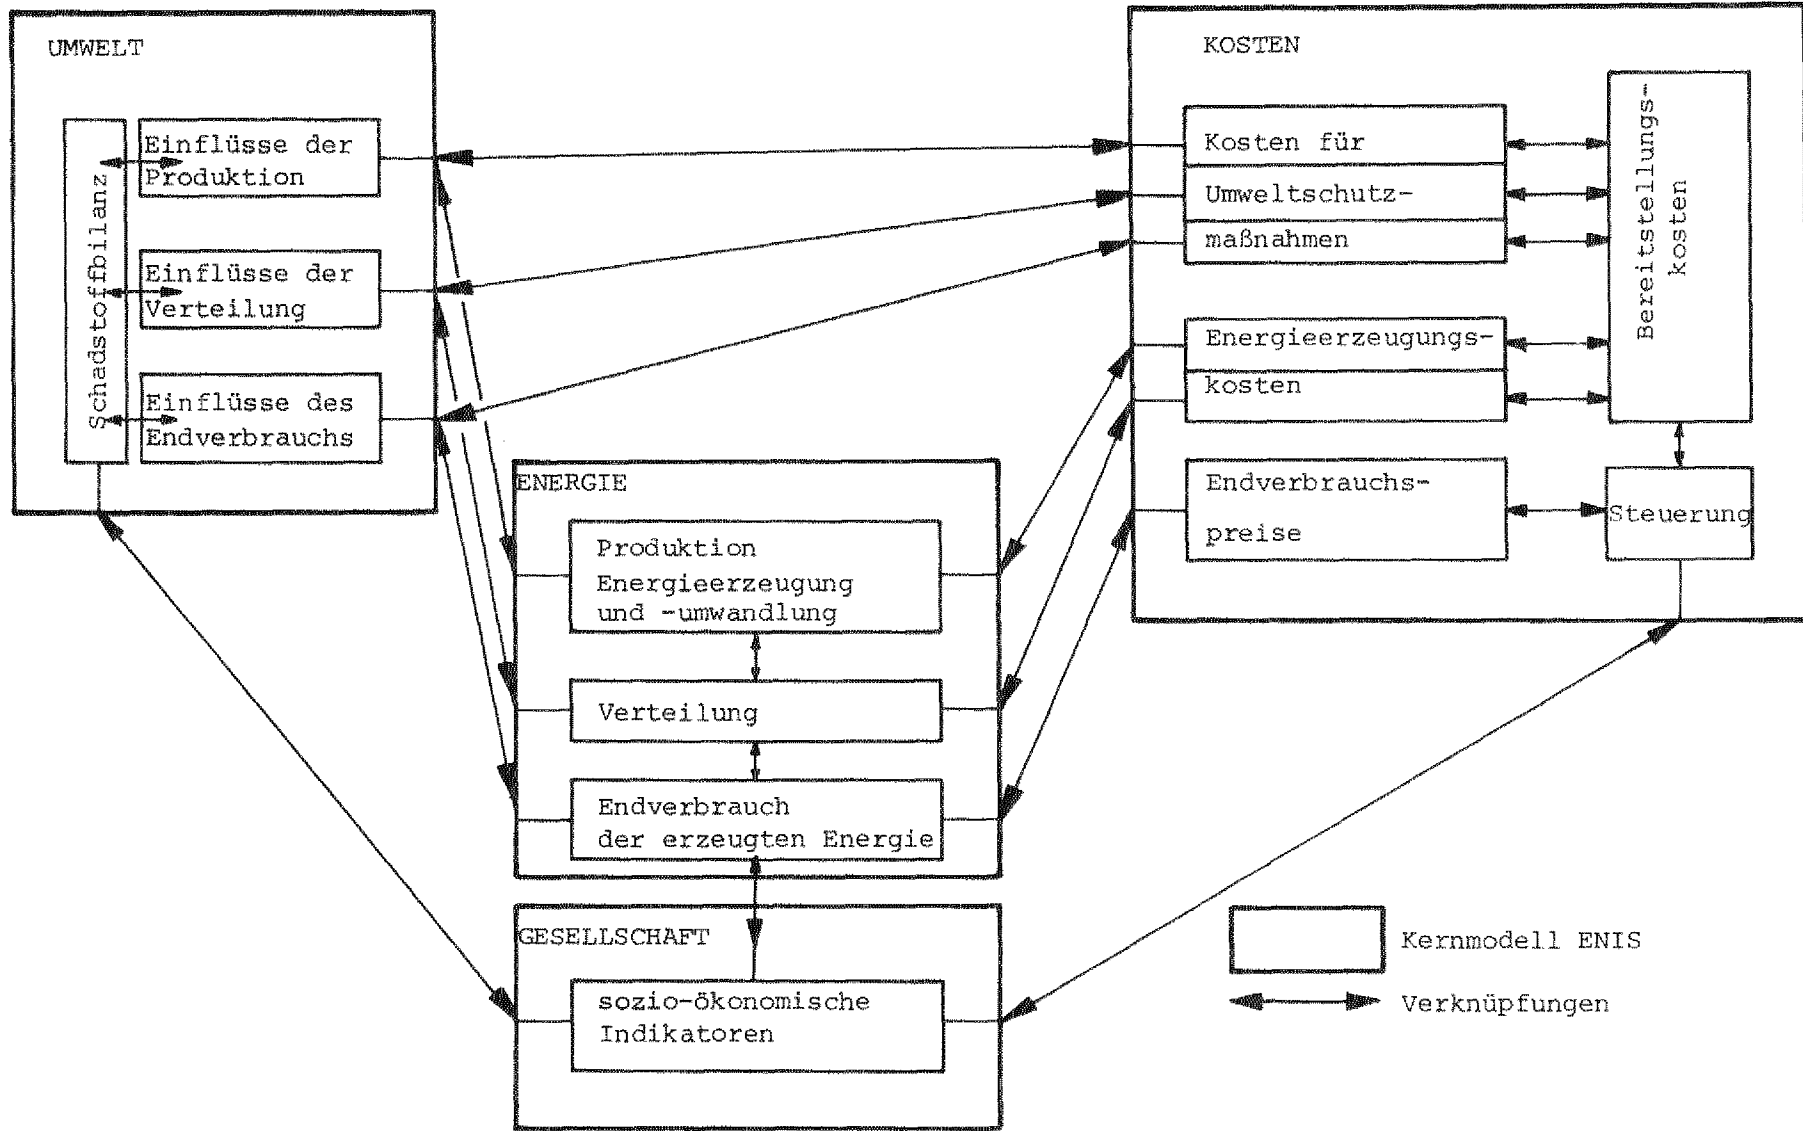 UMWELT
Schadstoffbilanz
Einflüsse der
Produktion
Einflüsse der
Verteilung
Einflüsse des
Endverbrauchs
KOSTEN
Kosten für
Umweltschutz-
maßnahmen
Energieerzeugungs-
kosten
Endverbrauchs-
preise
Bereitstellungs-
kosten
Steuerung
ENERGIE
Produktion
Energieerzeugung
und -umwandlung
Verteilung
Endverbrauch
der erzeugten Energie
GESELLSCHAFT
sozio-ökonomische
Indikatoren
Kernmodell ENIS
Verknüpfungen